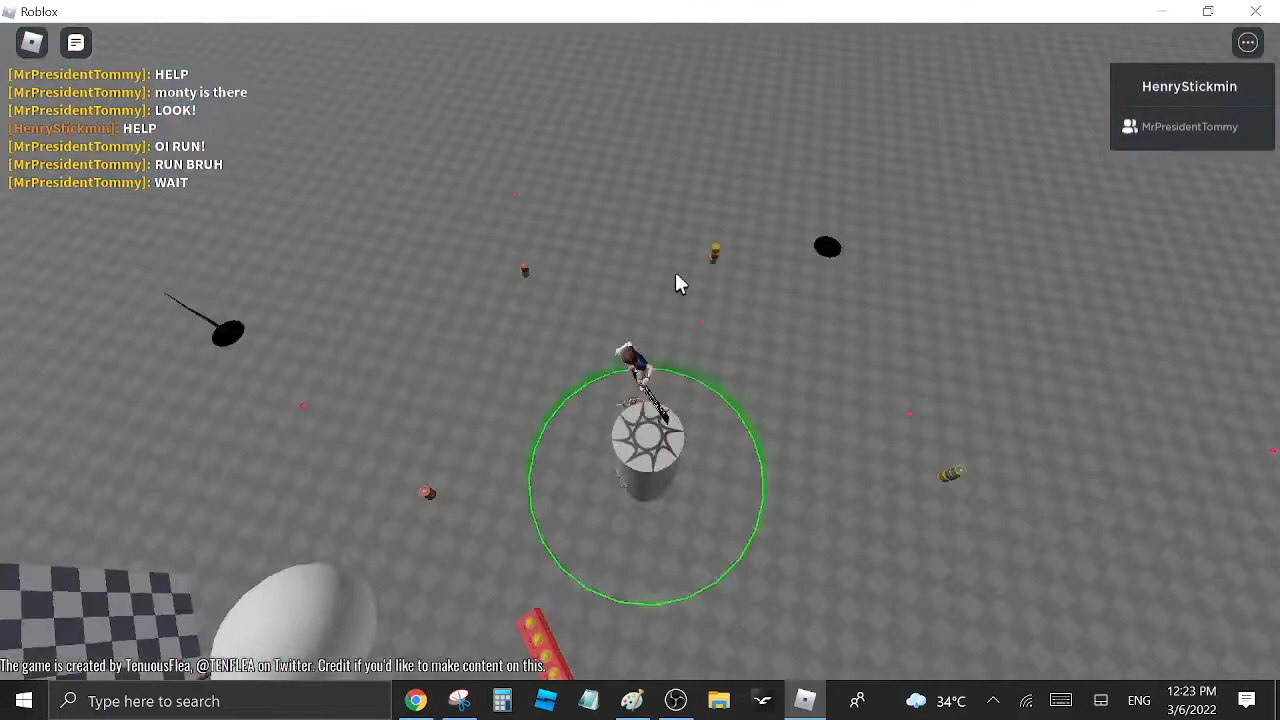 Roblox
[MrPresidentTommy]: HELP
[MrPresidentTommy]: monty is there
[MrPresidentTommy]: LOOK!
[HenryStickmin]: HELP
[MrPresidentTommy]: OI RUN!
[MrPresidentTommy]: RUN BRUH
[MrPresidentTommy]: WAIT
HenryStickmin
MrPresidentTommy
The game is created by TenuousFlea, @TENFLEA on Twitter. Credit if you'd like to make content on this.
Type here to search
34°C
ENG
12:23 PM
3/6/2022